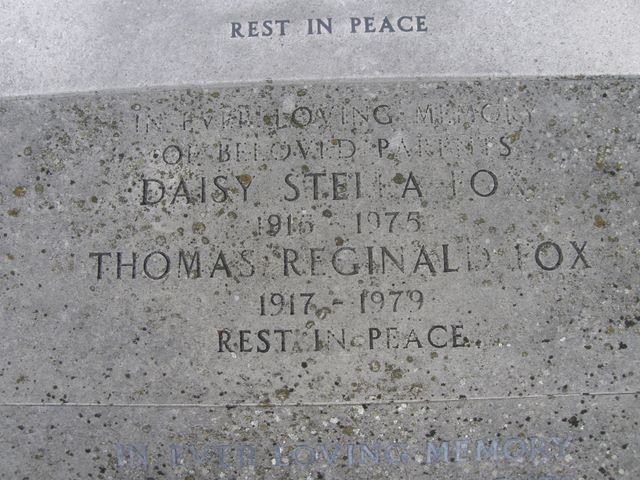 REST IN PEACE
IN EVER LOVING MEMORY
OF BELOVED PARENTS
DAISY STELLA FOX
1916 - 1975
THOMAS REGINALD FOX
1917 - 1979
REST IN PEACE
IN EVER LOVING MEMORY